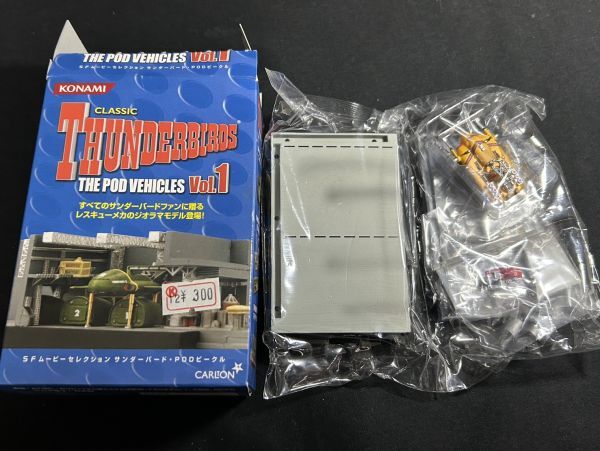 THE POD VEHICLES Vol.1
SFムービーセレクション サンダーバード・PODビークル
KONAMI
CLASSIC
THUNDERBIRDS
THE POD VEHICLES Vol.1
すべてのサンダーバードファンに贈る
レスキューメカのジオラマモデル登場!
2
K
12¥ 300
SFムービーセレクション サンダーバード・PODビークル
CARLTON